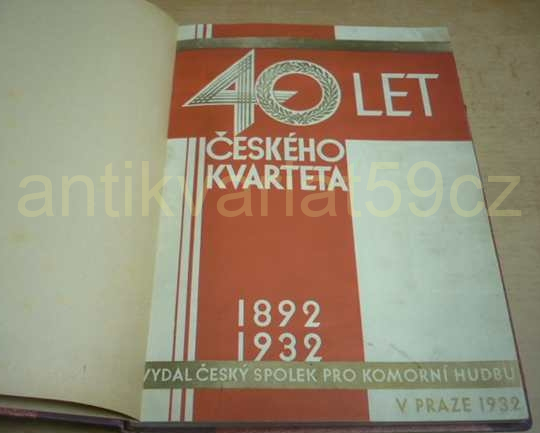 40 LET
ČESKÉHO
KVARTETA
antikvariat59cz
1892
1932
VYDAL ČESKÝ SPOLEK PRO KOMORNÍ HUDBU
V PRAZE 1932